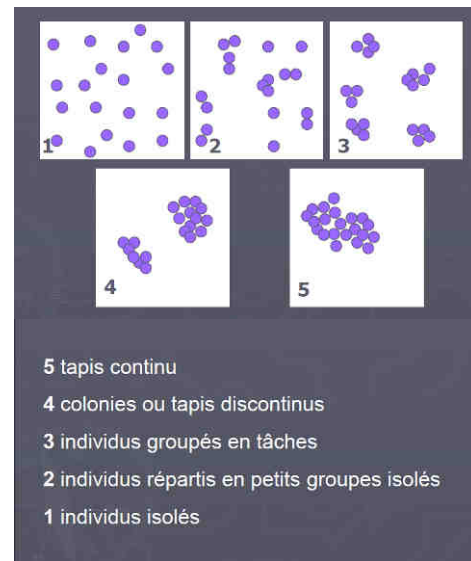 1
2
3
4
5
5 tapis continu
4 colonies ou tapis discontinus
3 individus groupés en tâches
2 individus répartis en petits groupes isolés
1 individus isolés